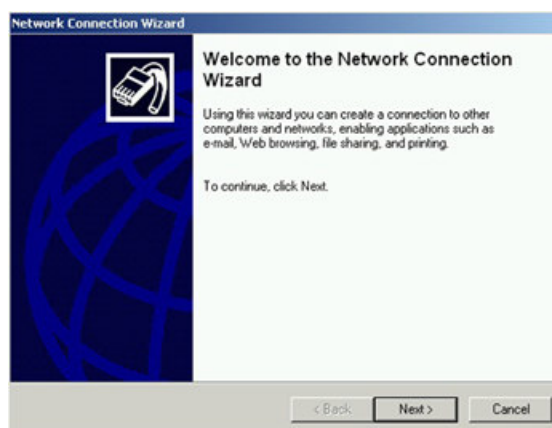 Network Connection Wizard
Welcome to the Network Connection
Wizard
Using this wizard you can create a connection to other
computers and networks, enabling applications such as
e-mail, Web browsing, file sharing, and printing.
To continue, click Next.
< Back
Next >
Cancel